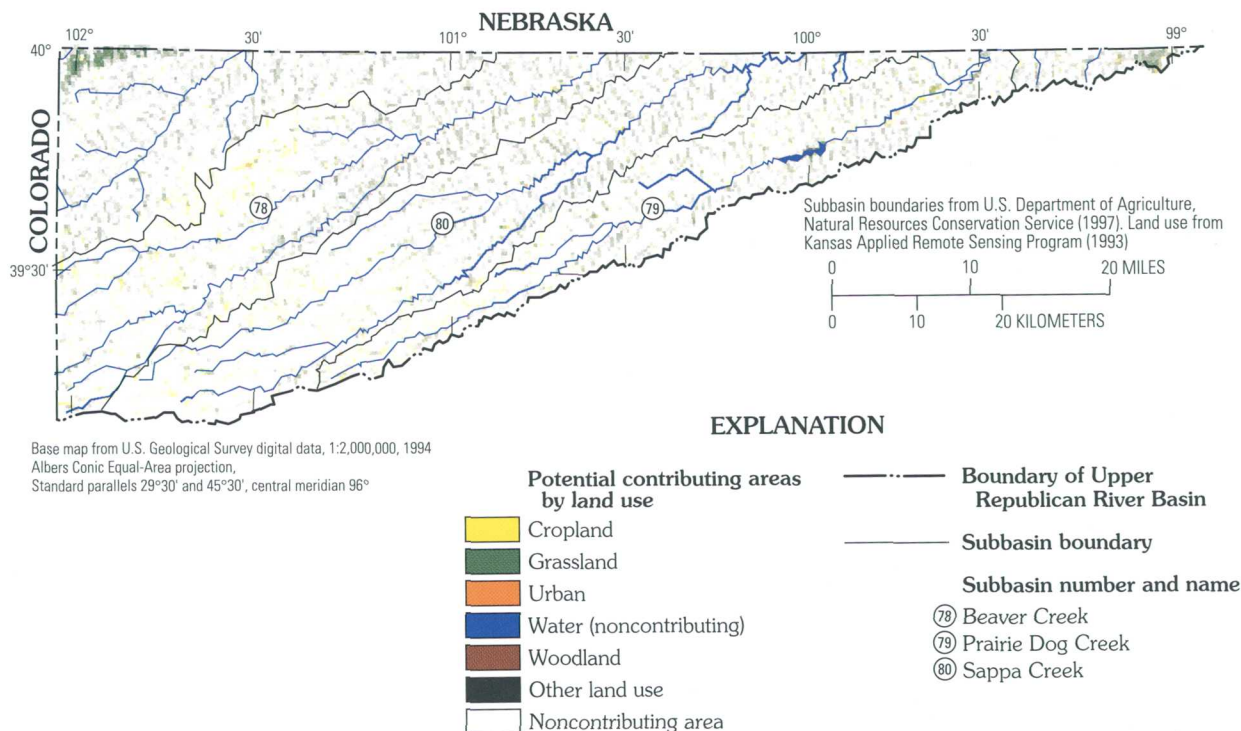 NEBRASKA
102°
30'
101°
30'
100°
30'
99°
40°
COLORADO
39°30'
78
80
79
Subbasin boundaries from U.S. Department of Agriculture,
Natural Resources Conservation Service (1997). Land use from
Kansas Applied Remote Sensing Program (1993)
0 10 20 MILES
0 10 20 KILOMETERS
Base map from U.S. Geological Survey digital data, 1:2,000,000, 1994
Albers Conic Equal-Area projection,
Standard parallels 29°30' and 45°30', central meridian 96°
EXPLANATION
Potential contributing areas
by land use
Cropland
Grassland
Urban
Water (noncontributing)
Woodland
Other land use
Noncontributing area
Boundary of Upper
Republican River Basin
Subbasin boundary
Subbasin number and name
78 Beaver Creek
79 Prairie Dog Creek
80 Sappa Creek